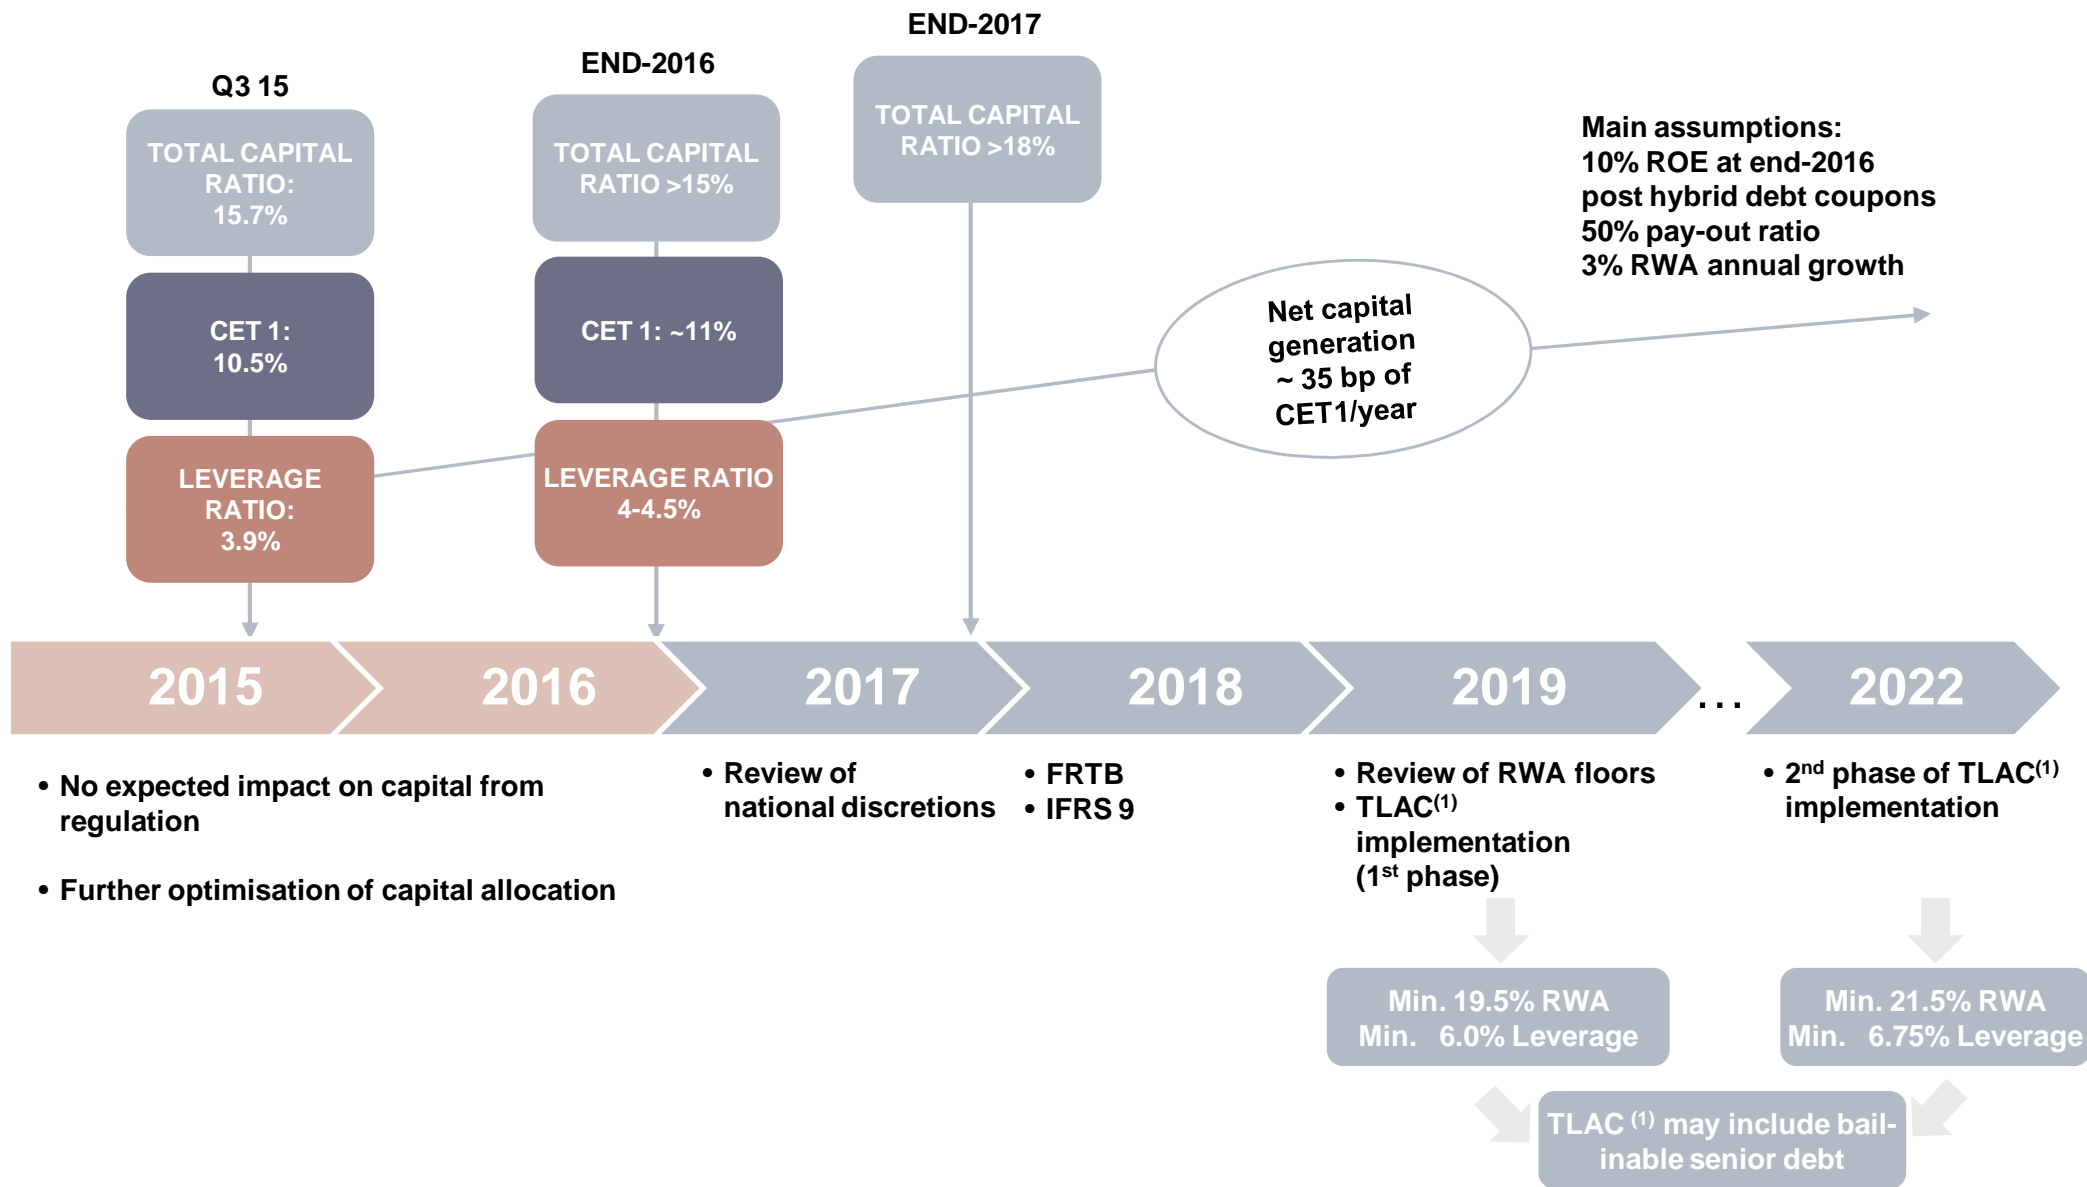 END-2017
END-2016
Q3 15
TOTAL CAPITAL
RATIO:
15.7%
CET 1:
10.5%
LEVERAGE
RATIO:
3.9%
TOTAL CAPITAL
RATIO >15%
CET 1: ~11%
LEVERAGE RATIO
4-4.5%
TOTAL CAPITAL
RATIO >18%
Net capital
generation
~ 35 bp of
CET1/year
Main assumptions:
10% ROE at end-2016
post hybrid debt coupons
50% pay-out ratio
3% RWA annual growth
2015
2016
2017
2018
2019
...
2022
• No expected impact on capital from
regulation
• Further optimisation of capital allocation
• Review of
national discretions
• FRTB
• IFRS 9
• Review of RWA floors
• TLAC(1)
implementation
(1st phase)
• 2nd phase of TLAC(1)
implementation
Min. 19.5% RWA
Min. 6.0% Leverage
Min. 21.5% RWA
Min. 6.75% Leverage
TLAC (1) may include bail-
inable senior debt